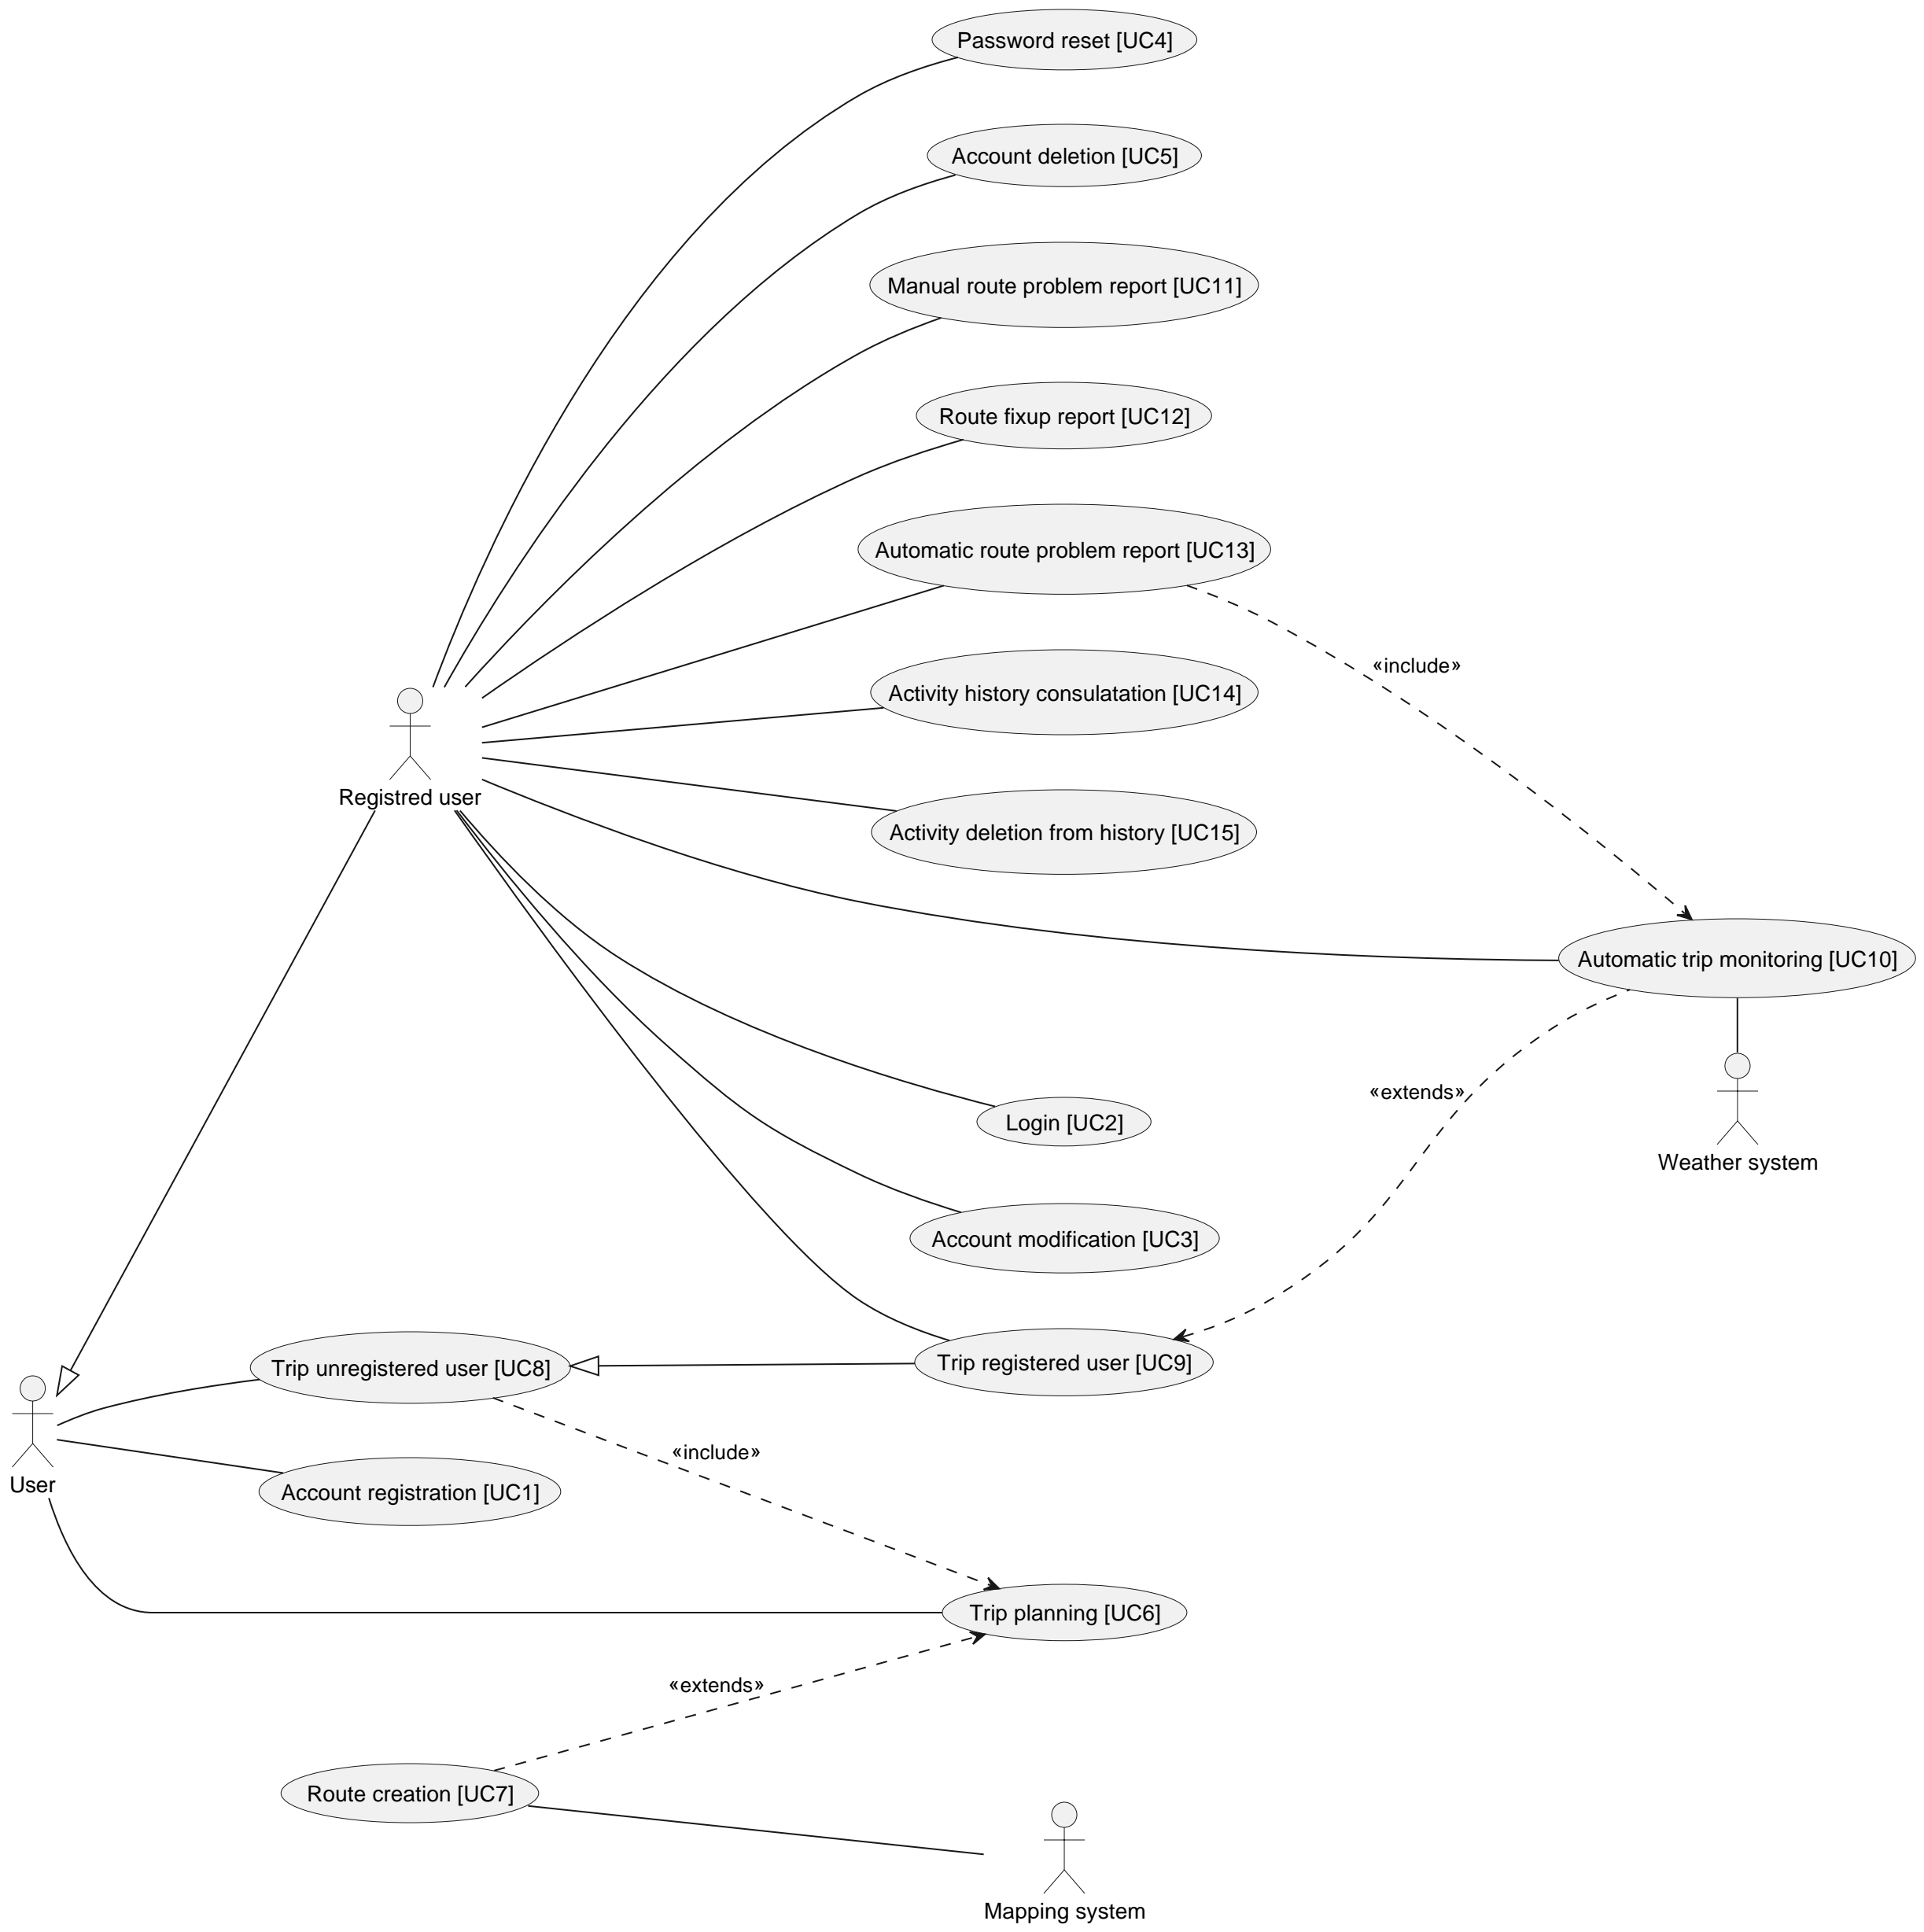 Password reset [UC4]
Account deletion [UC5]
Manual route problem report [UC11]
Route fixup report [UC12]
Automatic route problem report [UC13]
«include»
Activity history consulatation [UC14]
Registred user
Activity deletion from history [UC15]
Automatic trip monitoring [UC10]
«extends»
Login [UC2]
Weather system
Account modification [UC3]
Trip unregistered user [UC8]
Trip registered user [UC9]
«include»
User
Account registration [UC1]
Trip planning [UC6]
«extends»
Route creation [UC7]
Mapping system